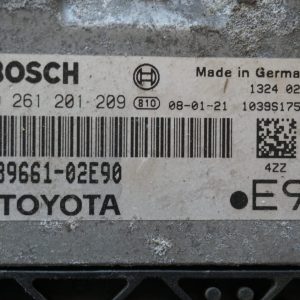 BOSCH Made in German
261 201 209 810 08-01-21 1324 02
1039S175
89661-02E90
4ZZ
TOYOTA
●E9